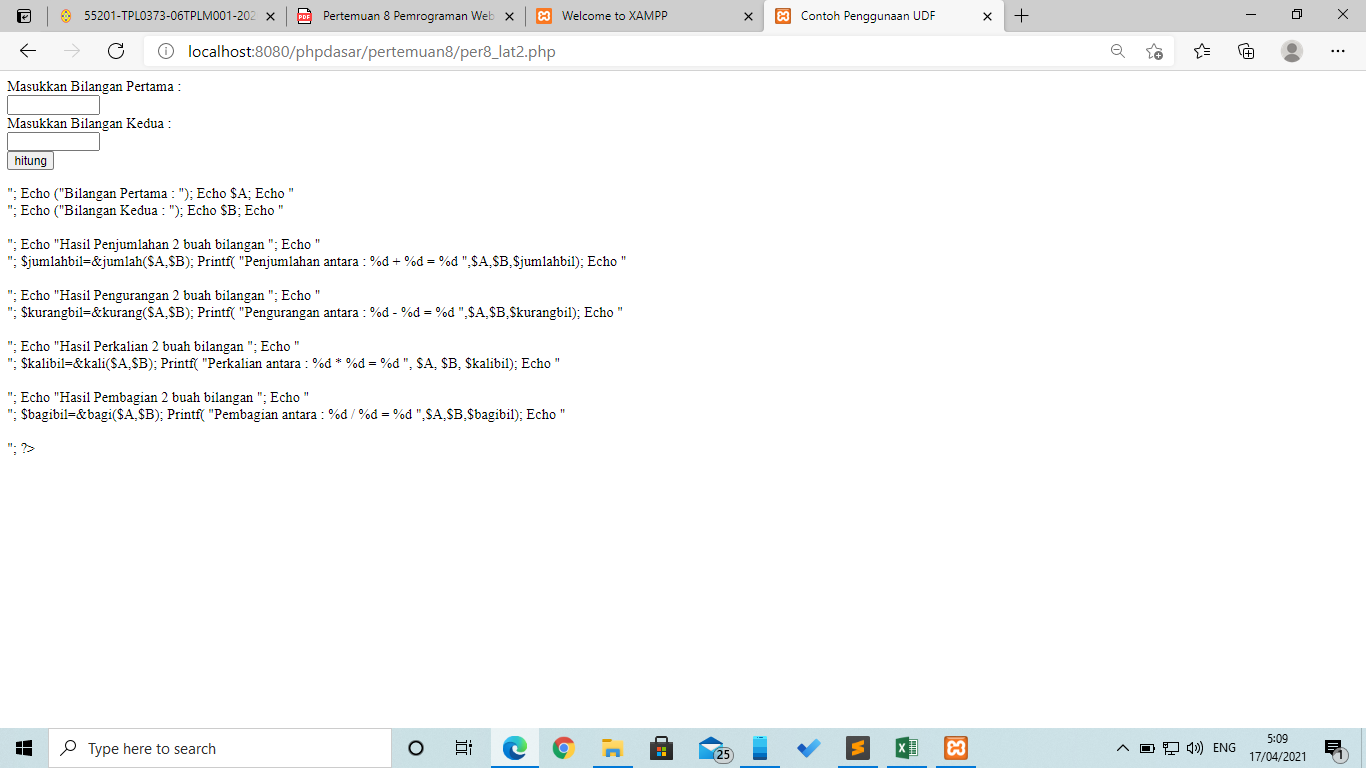 55201-TPL0373-06TPLM001-202
Pertemuan 8 Pemrograman Web
Welcome to XAMPP
Contoh Penggunaan UDF
localhost:8080/phpdasar/pertemuan8/per8_lat2.php
Masukkan Bilangan Pertama :
Masukkan Bilangan Kedua :
hitung
"; Echo ("Bilangan Pertama : "); Echo $A; Echo "
"; Echo ("Bilangan Kedua : "); Echo $B; Echo "
"; Echo "Hasil Penjumlahan 2 buah bilangan "; Echo "
"; $jumlahbil=&jumlah($A,$B); Printf( "Penjumlahan antara : %d + %d = %d ",$A,$B,$jumlahbil); Echo "
"; Echo "Hasil Pengurangan 2 buah bilangan "; Echo "
"; $kurangbil=&kurang($A,$B); Printf( "Pengurangan antara : %d - %d = %d ",$A,$B,$kurangbil); Echo "
"; Echo "Hasil Perkalian 2 buah bilangan "; Echo "
"; $kalibil=&kali($A,$B); Printf( "Perkalian antara : %d * %d = %d ", $A, $B, $kalibil); Echo "
"; Echo "Hasil Pembagian 2 buah bilangan "; Echo "
"; $bagibil=&bagi($A,$B); Printf( "Pembagian antara : %d / %d = %d ",$A,$B,$bagibil); Echo "
"; ?>
Type here to search
25
ENG
5:09
17/04/2021
1